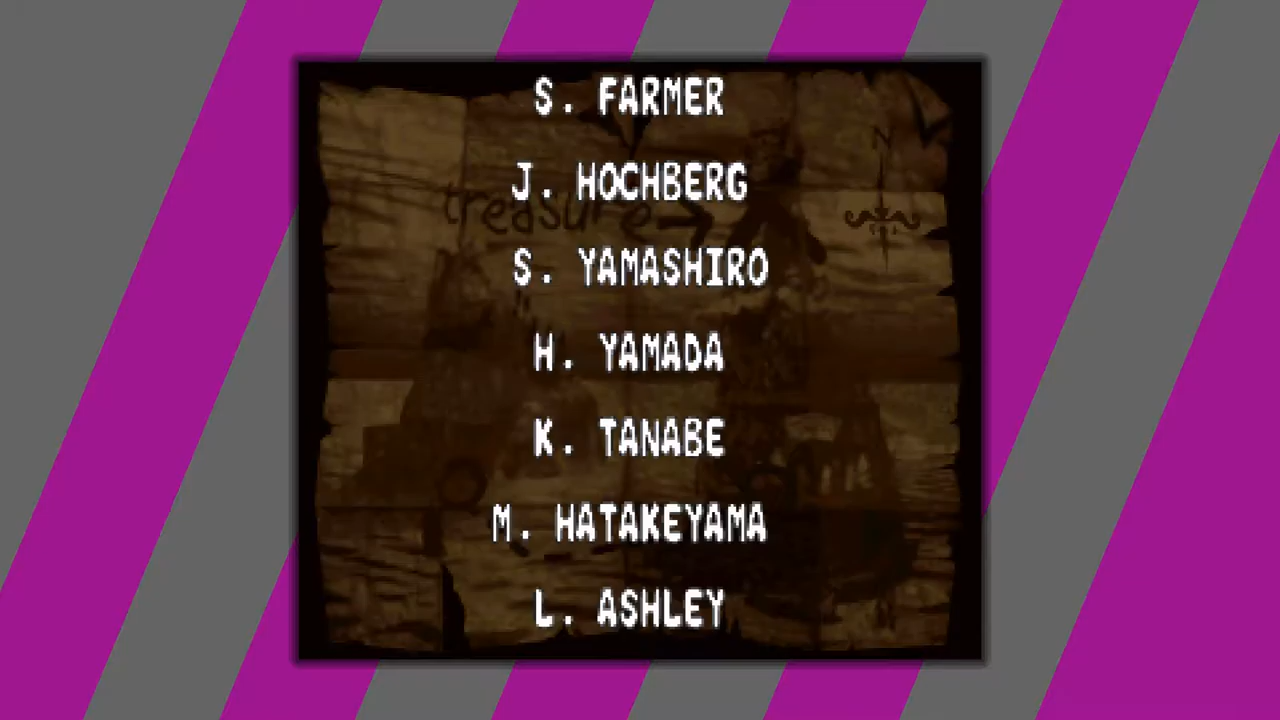 S. FARMER
J. HOCHBERG
treasure
S. YAMASHIRO
N
H. YAMADA
K. TANABE
M. HATAKEYAMA
L. ASHLEY